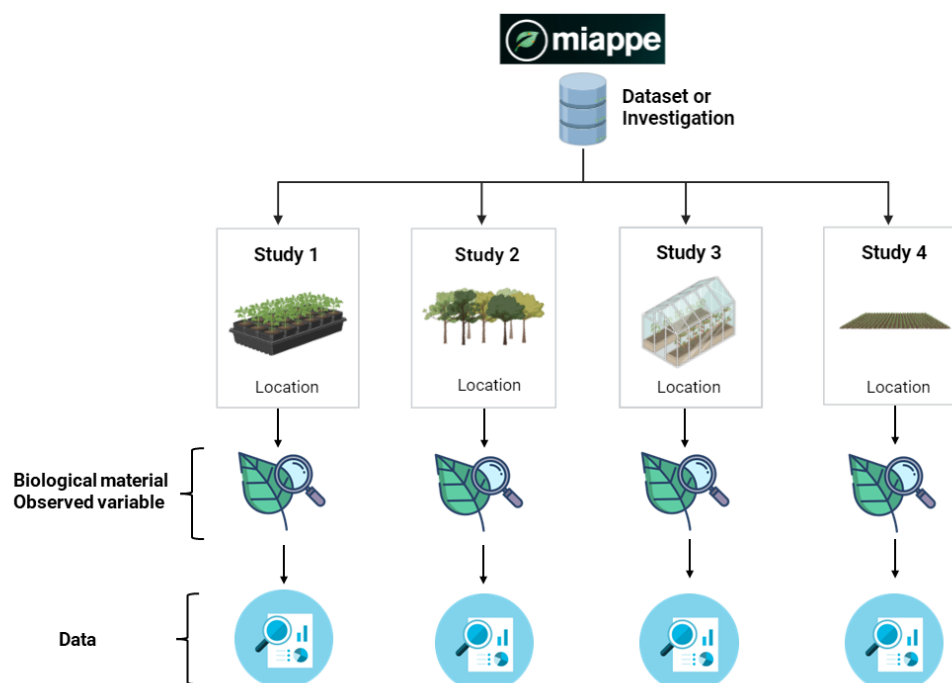 miappe
Dataset or
Investigation
Study 1
Study 2
Study 3
Study 4
Location
Location
Location
Location
Biological material
Observed variable
Data